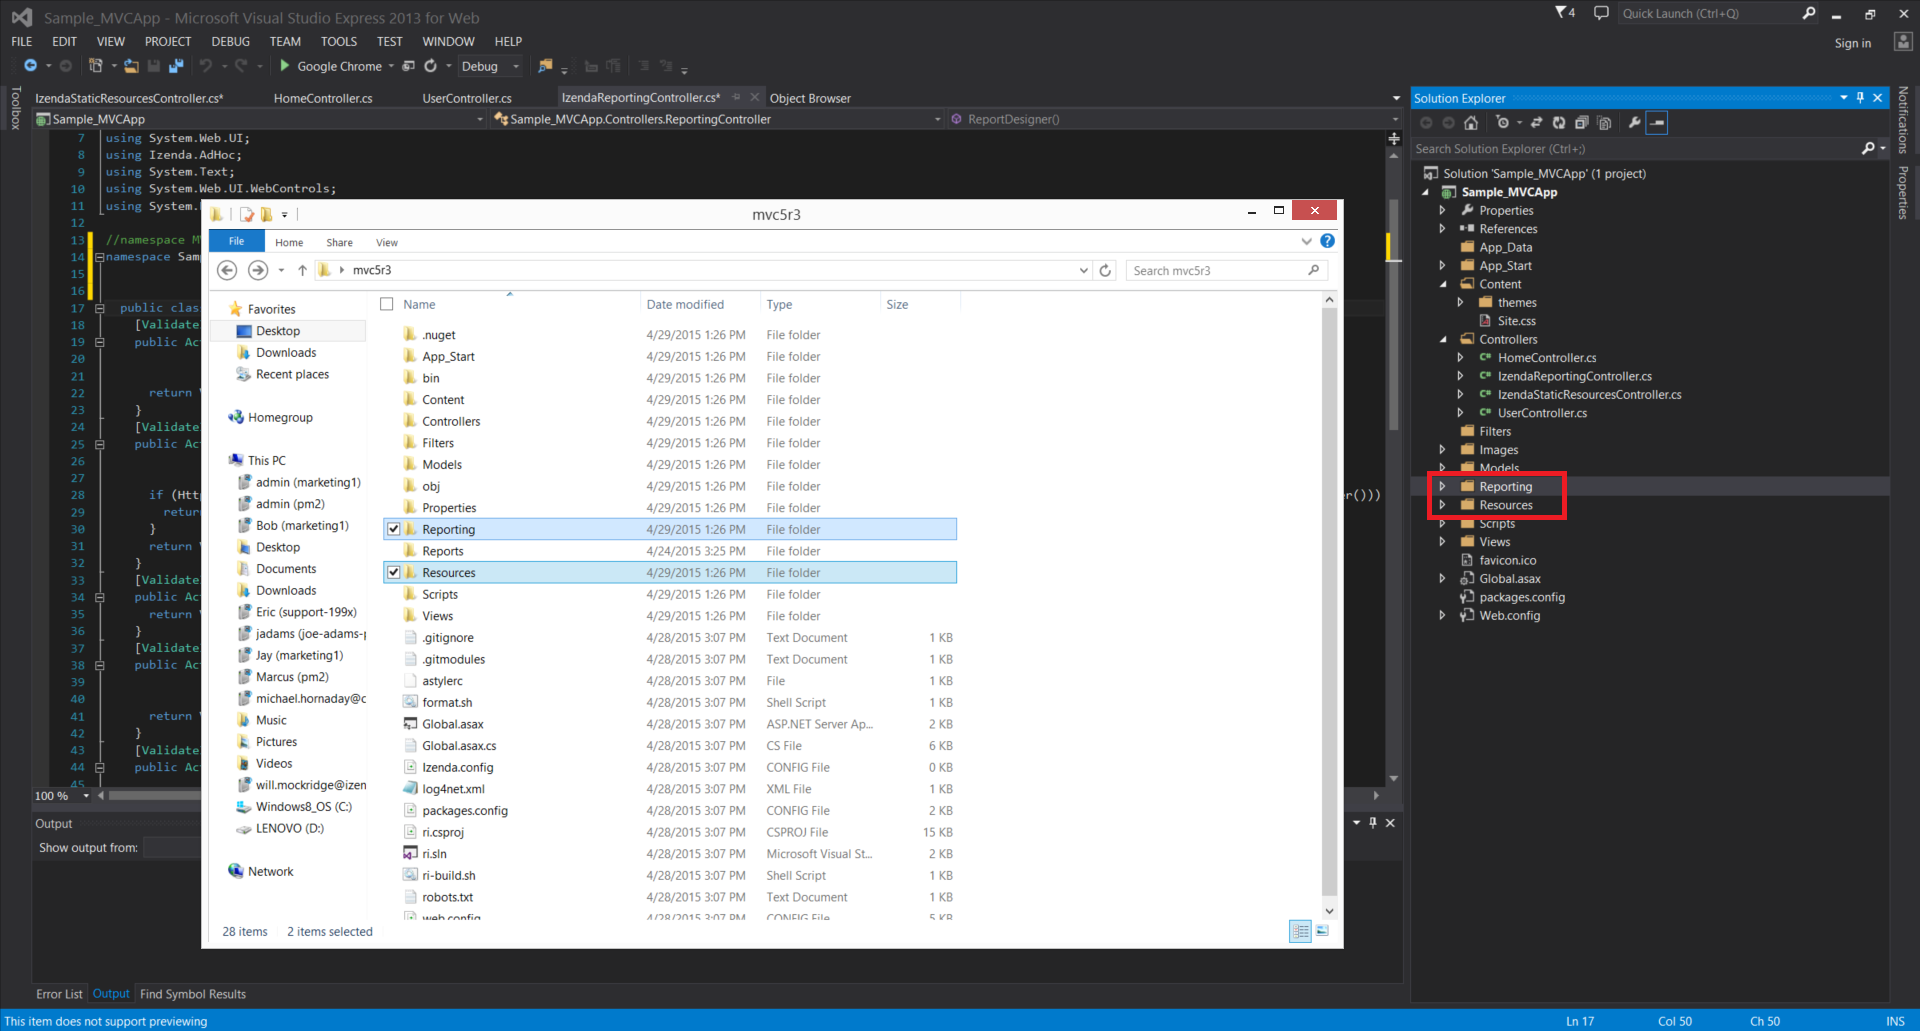 Sample_MVCApp - Microsoft Visual Studio Express 2013 for Web
4
Quick Launch (Ctrl+Q)
FILE EDIT VIEW PROJECT DEBUG TEAM TOOLS TEST WINDOW HELP
Sign in
Google Chrome Debug
Toolbox
IzendaStaticResourcesController.cs* HomeController.cs UserController.cs IzendaReportingController.cs* Object Browser
Sample_MVCApp Sample_MVCApp.Controllers.ReportingController ReportDesigner()
7 using System.Web.UI;
8 using Izenda.AdHoc;
9 using System.Text;
10 using System.Web.UI.WebControls;
11 using System.
12
13 //namespace M
14 namespace Sam
15
16
17 public clas
18 [Validate
19 public Ac
20
21
22 return
23 }
24 [Validate
25 public Ac
26
27
28 if (Htt
29 retur
30 }
31 return
32 }
33 [Validate
34 public Ac
35 return
36 }
37 [Validate
38 public Ac
39
40
41 return
42 }
43 [Validate
44 public Ac
45
er()))
100 %
Output
Show output from:
Error List Output Find Symbol Results
This item does not support previewing
Ln 17 Col 50 Ch 50 INS
mvc5r3
File Home Share View
mvc5r3
Search mvc5r3
Favorites
Desktop
Downloads
Recent places
Homegroup
This PC
admin (marketing1)
admin (pm2)
Bob (marketing1)
Desktop
Documents
Downloads
Eric (support-199x)
jadams (joe-adams-p
Jay (marketing1)
Marcus (pm2)
michael.hornaday@c
Music
Pictures
Videos
will.mockridge@izen
Windows8_OS (C:)
LENOVO (D:)
Network
Name Date modified Type Size
.nuget 4/29/2015 1:26 PM File folder
App_Start 4/29/2015 1:26 PM File folder
bin 4/29/2015 1:26 PM File folder
Content 4/29/2015 1:26 PM File folder
Controllers 4/29/2015 1:26 PM File folder
Filters 4/29/2015 1:26 PM File folder
Models 4/29/2015 1:26 PM File folder
obj 4/29/2015 1:26 PM File folder
Properties 4/29/2015 1:26 PM File folder
Reporting 4/29/2015 1:26 PM File folder
Reports 4/24/2015 3:25 PM File folder
Resources 4/29/2015 1:26 PM File folder
Scripts 4/29/2015 1:26 PM File folder
Views 4/29/2015 1:26 PM File folder
.gitignore 4/28/2015 3:07 PM Text Document 1 KB
.gitmodules 4/28/2015 3:07 PM Text Document 1 KB
astylerc 4/28/2015 3:07 PM File 1 KB
format.sh 4/28/2015 3:07 PM Shell Script 1 KB
Global.asax 4/28/2015 3:07 PM ASP.NET Server Ap... 2 KB
Global.asax.cs 4/28/2015 3:07 PM CS File 6 KB
Izenda.config 4/28/2015 3:07 PM CONFIG File 0 KB
log4net.xml 4/28/2015 3:07 PM XML File 1 KB
packages.config 4/28/2015 3:07 PM CONFIG File 2 KB
ri.csproj 4/28/2015 3:07 PM CSPROJ File 15 KB
ri.sln 4/28/2015 3:07 PM Microsoft Visual St... 2 KB
ri-build.sh 4/28/2015 3:07 PM Shell Script 1 KB
robots.txt 4/28/2015 3:07 PM Text Document 1 KB
web.config 4/28/2015 3:07 PM CONFIG File 5 KB
28 items 2 items selected
Solution Explorer
Search Solution Explorer (Ctrl+;)
Solution 'Sample_MVCApp' (1 project)
Sample_MVCApp
Properties
References
App_Data
App_Start
Content
themes
Site.css
Controllers
HomeController.cs
IzendaReportingController.cs
IzendaStaticResourcesController.cs
UserController.cs
Filters
Images
Models
Reporting
Resources
Scripts
Views
favicon.ico
Global.asax
packages.config
Web.config
Notifications
Properties